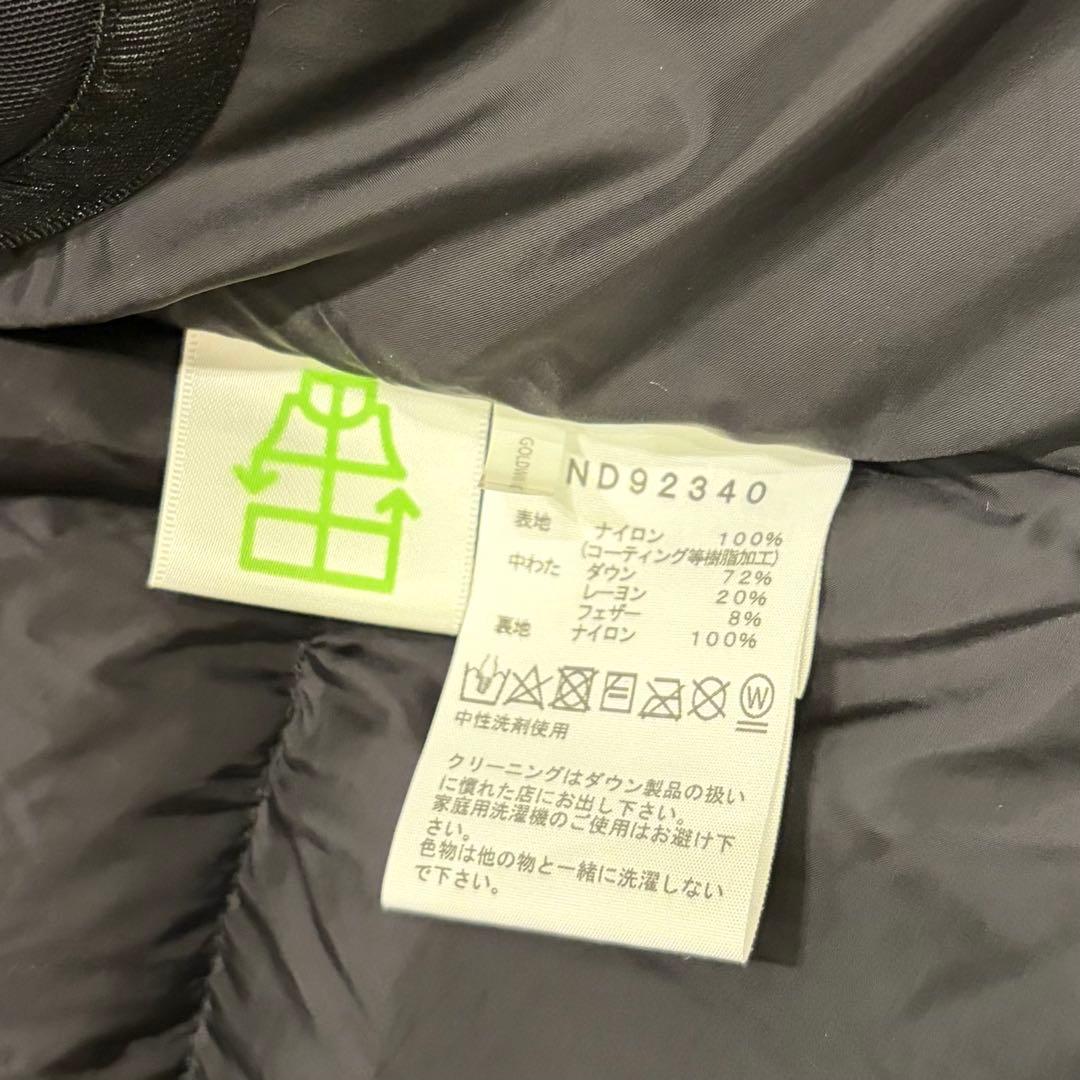 ND92340
表地 ナイロン 100%
(コーティング等樹脂加工)
中わた ダウン 72%
レーヨン 20%
フェザー 8%
裏地 ナイロン 100%
W
中性洗剤使用
クリーニングはダウン製品の扱い
に慣れた店にお出し下さい。
家庭用洗濯機のご使用はお避け下
さい。
色物は他の物と一緒に洗濯しない
で下さい。